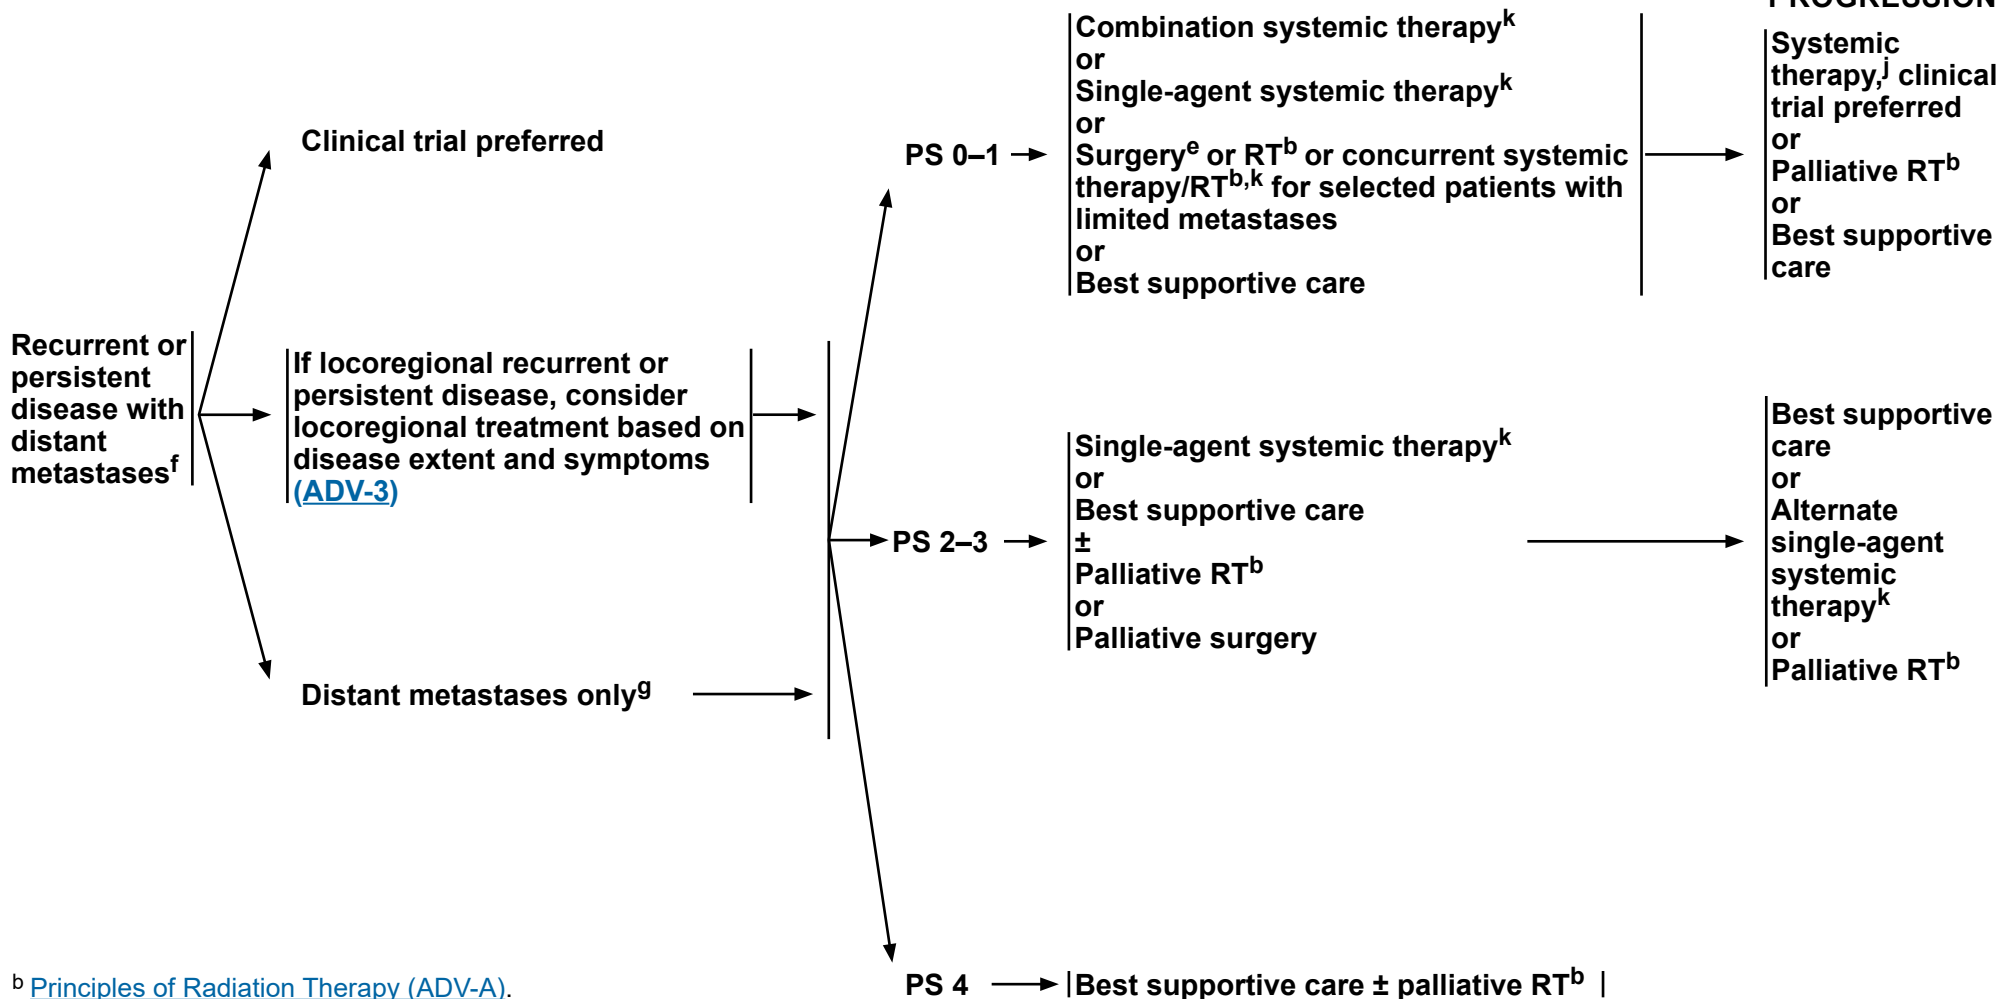 PROGRESSION
Clinical trial preferred
Recurrent or
persistent
disease with
distant
metastasesᶠ
If locoregional recurrent or
persistent disease, consider
locoregional treatment based on
disease extent and symptoms
(ADV-3)
Distant metastases onlyᵍ
PS 0–1
Combination systemic therapyᵏ
or
Single-agent systemic therapyᵏ
or
Surgeryᵉ or RTᵇ or concurrent systemic
therapy/RTᵇ,ᵏ for selected patients with
limited metastases
or
Best supportive care
Systemic
therapy,ʲ clinical
trial preferred
or
Palliative RTᵇ
or
Best supportive
care
PS 2–3
Single-agent systemic therapyᵏ
or
Best supportive care
±
Palliative RTᵇ
or
Palliative surgery
Best supportive
care
or
Alternate
single-agent
systemic
therapyᵏ
or
Palliative RTᵇ
PS 4
Best supportive care ± palliative RTᵇ
ᵇ Principles of Radiation Therapy (ADV-A).